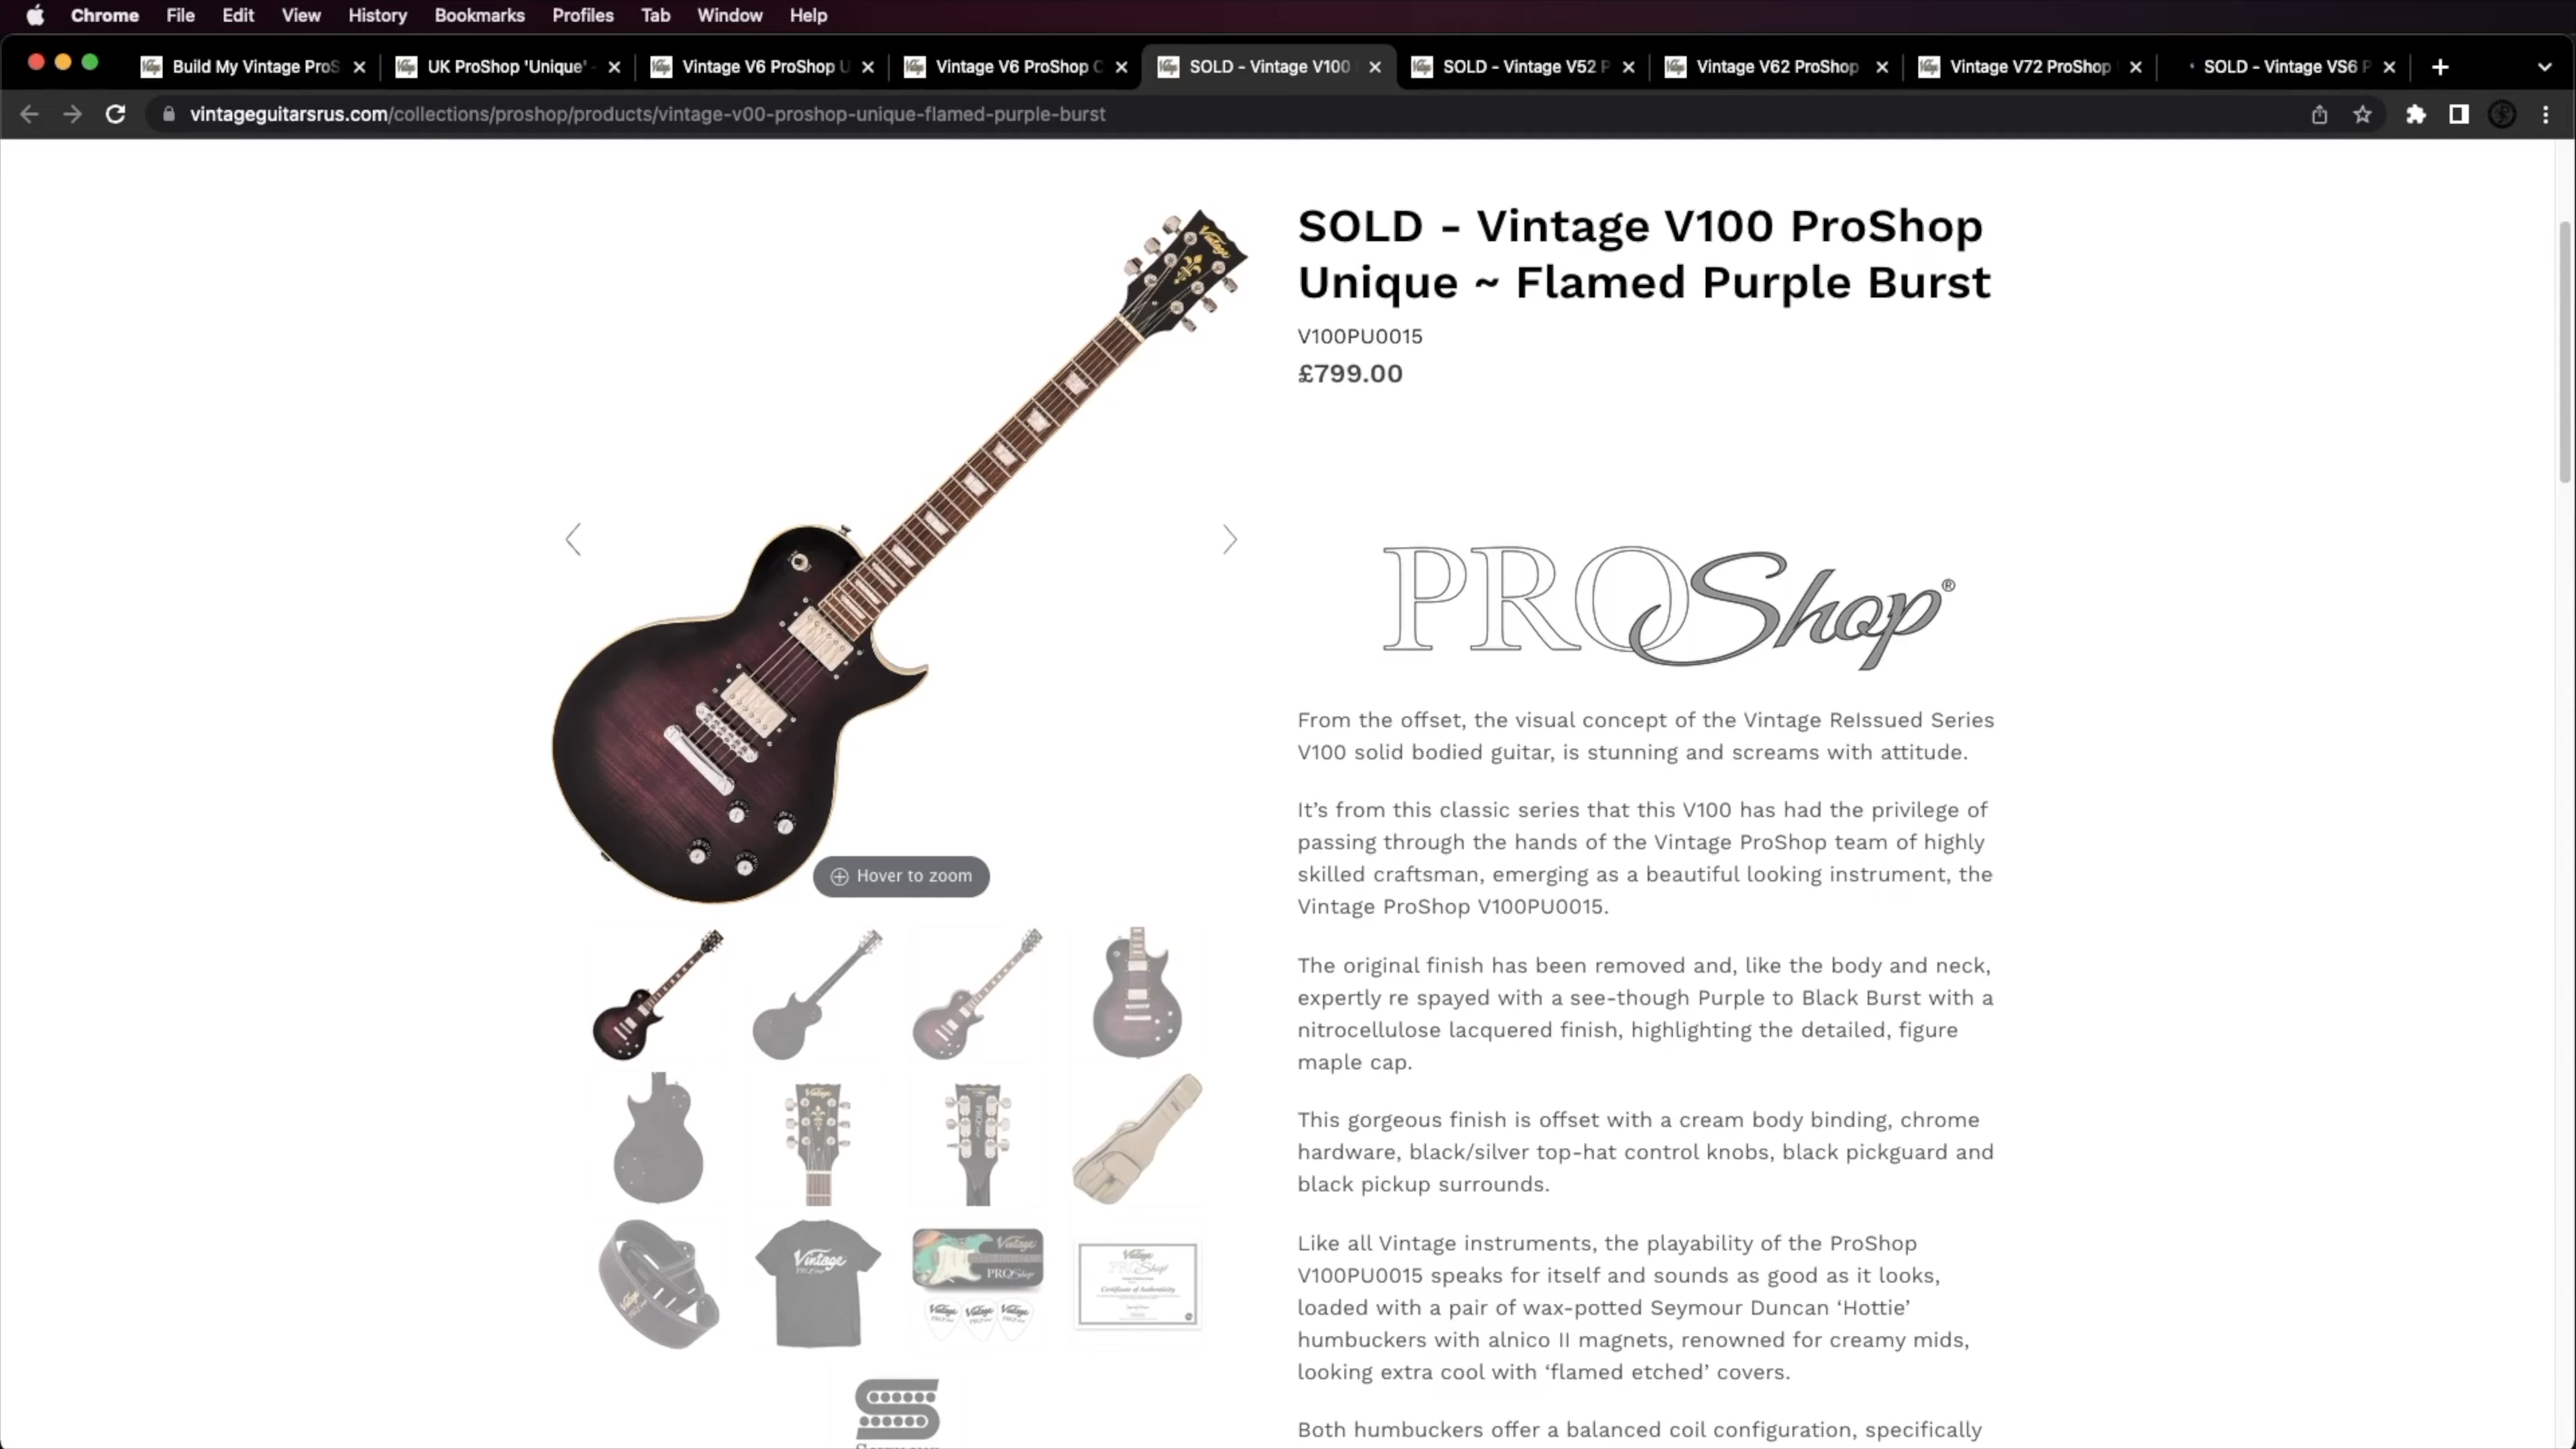 Chrome File Edit View History Bookmarks Profiles Tab Window Help
Build My Vintage ProS
UK ProShop 'Unique' -
Vintage V6 ProShop U
Vintage V6 ProShop C
SOLD - Vintage V100
SOLD - Vintage V52 P
Vintage V62 ProShop
Vintage V72 ProShop
SOLD - Vintage VS6 P
vintageguitarsrus.com/collections/proshop/products/vintage-v00-proshop-unique-flamed-purple-burst
Vintage
Hover to zoom
Vintage
Vintage
PROShop
Vintage
PROShop
Vintage Vintage Vintage
Certificate of Authenticity
SOLD - Vintage V100 ProShop
Unique ~ Flamed Purple Burst
V100PU0015
£799.00
PROShop®
From the offset, the visual concept of the Vintage ReIssued Series
V100 solid bodied guitar, is stunning and screams with attitude.
It’s from this classic series that this V100 has had the privilege of
passing through the hands of the Vintage ProShop team of highly
skilled craftsman, emerging as a beautiful looking instrument, the
Vintage ProShop V100PU0015.
The original finish has been removed and, like the body and neck,
expertly re spayed with a see-though Purple to Black Burst with a
nitrocellulose lacquered finish, highlighting the detailed, figure
maple cap.
This gorgeous finish is offset with a cream body binding, chrome
hardware, black/silver top-hat control knobs, black pickguard and
black pickup surrounds.
Like all Vintage instruments, the playability of the ProShop
V100PU0015 speaks for itself and sounds as good as it looks,
loaded with a pair of wax-potted Seymour Duncan ‘Hottie’
humbuckers with alnico II magnets, renowned for creamy mids,
looking extra cool with ‘flamed etched’ covers.
Both humbuckers offer a balanced coil configuration, specifically